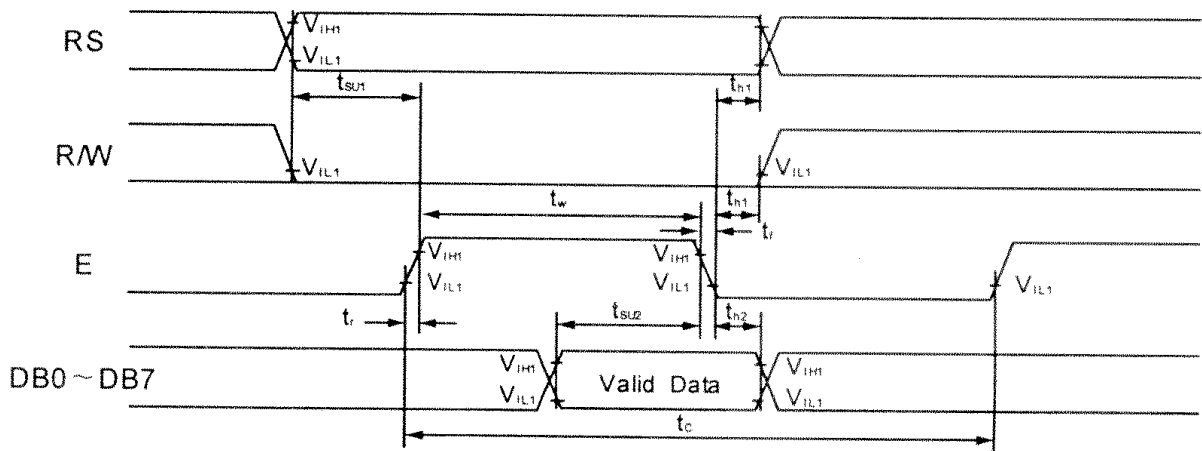 RS
VIH1
VIL1
tSU1
th1
R/W
VIL1
VIL1
tw
th1
tf
E
VIH1
VIL1
VIH1
VIL1
VIL1
tr
tSU2
th2
DB0~DB7
VIH1
VIL1
Valid Data
VIH1
VIL1
tC